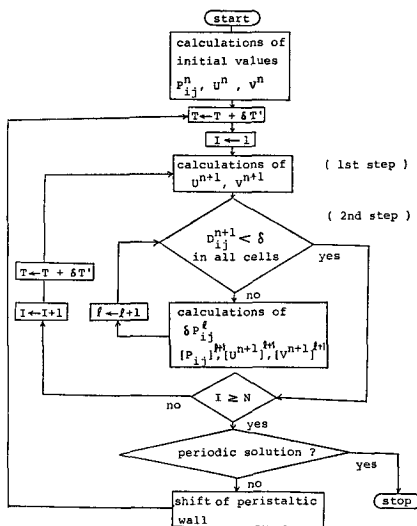 start
calculations of
initial values
P^n_ij, U^n, V^n
T←T + δT'
I←1
calculations of
U^n+1, V^n+1
( 1st step )
( 2nd step )
D^n+1_ij < δ
in all cells
yes
no
T←T + δT'
I←I+1
ℓ←ℓ+1
calculations of
δP^ℓ_ij
[P_ij]^ℓ+1, [U^n+1]^ℓ+1, [V^n+1]^ℓ+1
I ≥ N
no
yes
periodic solution ?
yes
no
stop
shift of peristaltic
wall